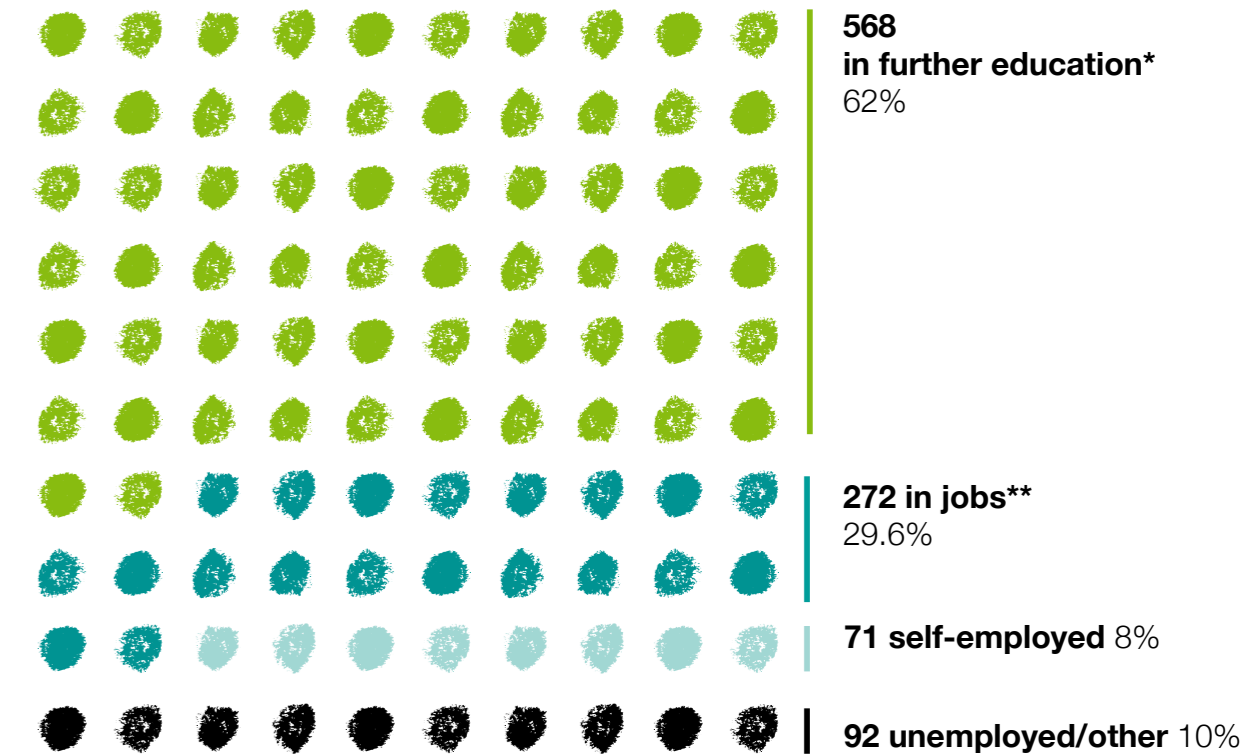 568
in further education*
62%
272 in jobs**
29.6%
71 self-employed 8%
92 unemployed/other 10%